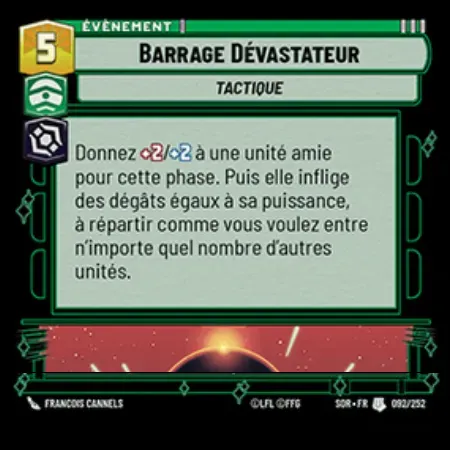 ÉVÈNEMENT
5
BARRAGE DÉVASTATEUR
TACTIQUE
Donnez +2/+2 à une unité amie
pour cette phase. Puis elle inflige
des dégâts égaux à sa puissance,
à répartir comme vous voulez entre
n'importe quel nombre d'autres
unités.
FRANCOIS CANNELS
©LFL ©FFG
SOR • FR
092/252